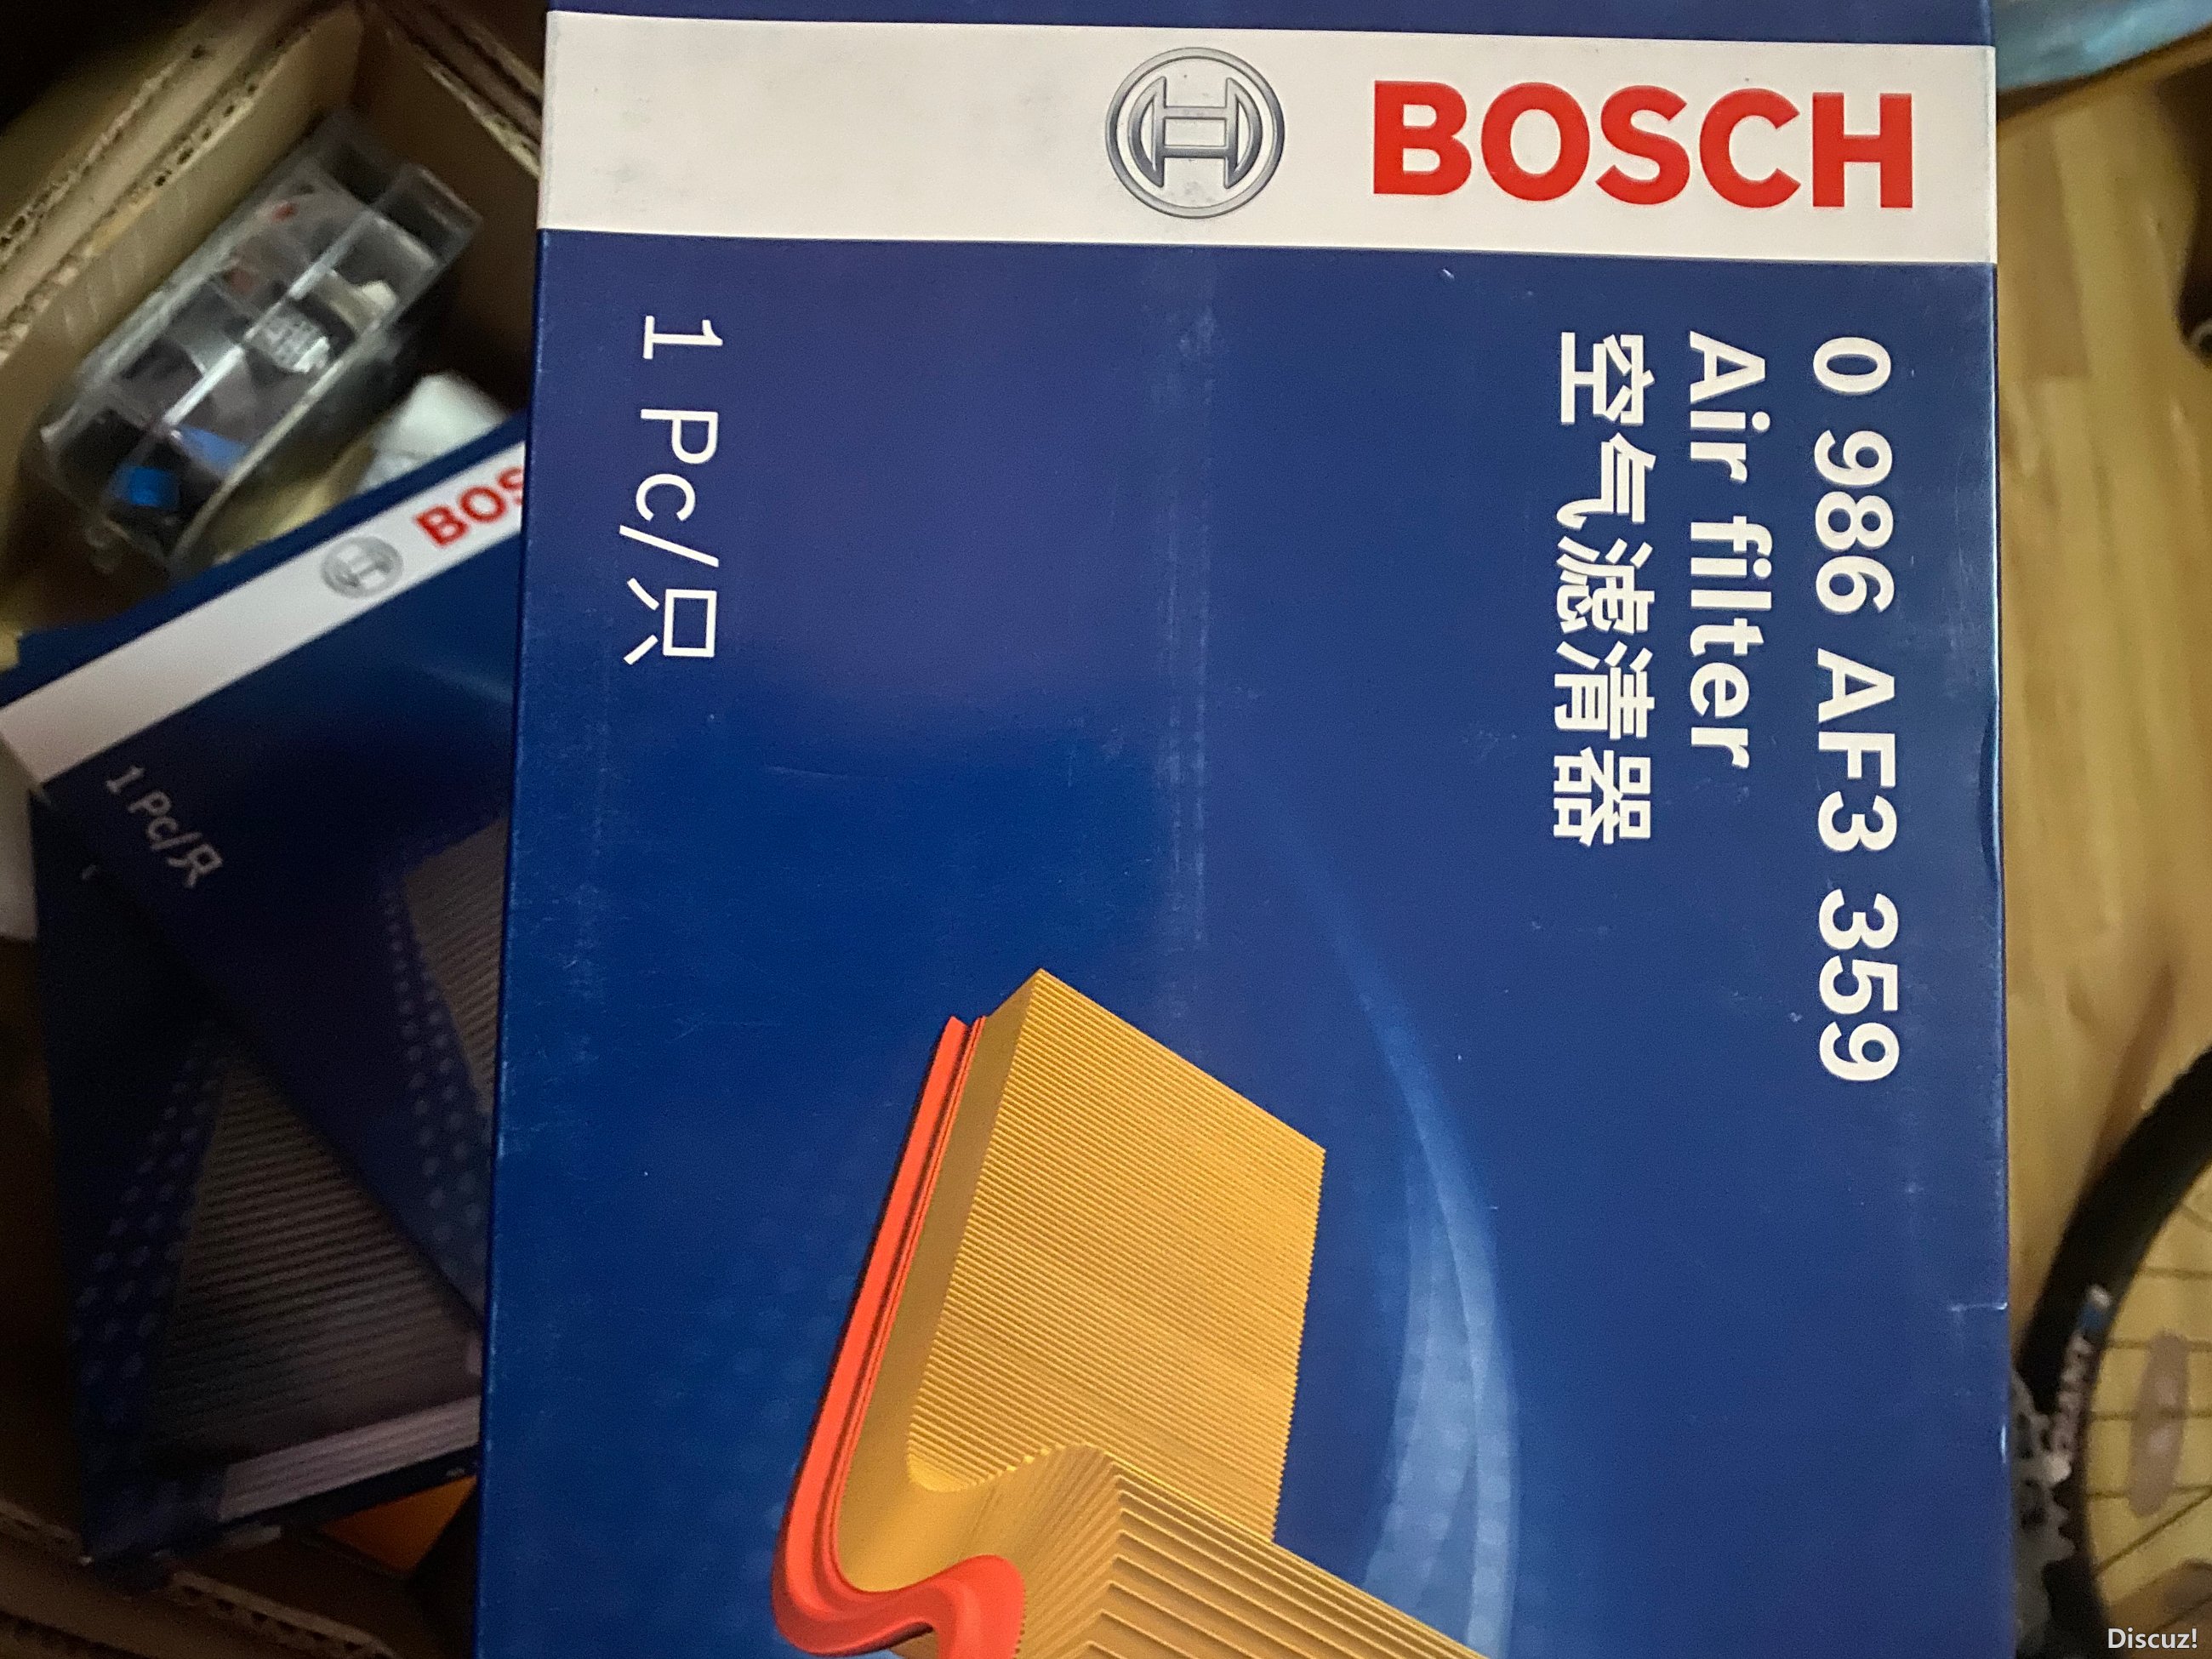 BOSCH
0 986 AF3 359
Air filter
空气滤清器
1 Pc/只
BOS
1 Pc/只
GIANT
Discuz!